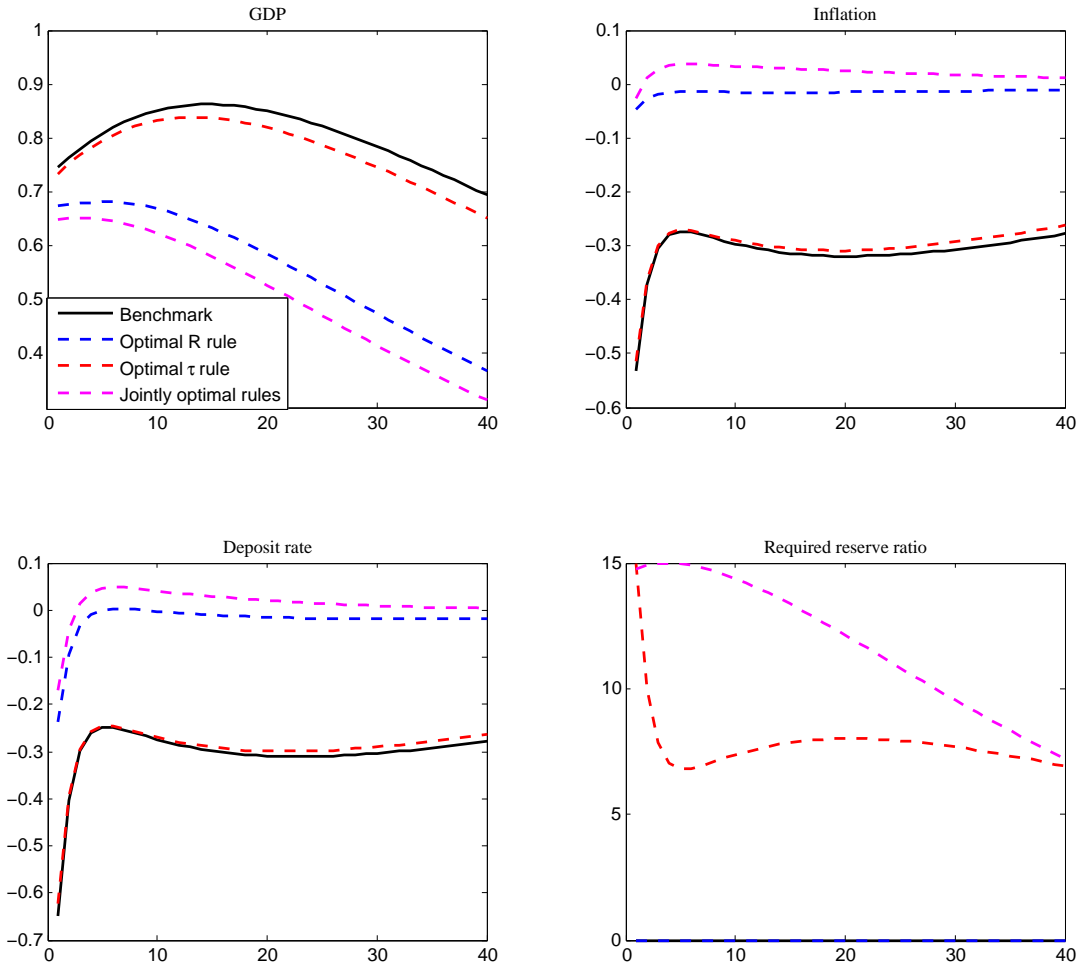 GDP
1
0.9
0.8
0.7
0.6
0.5
0.4
0 10 20 30 40
Benchmark
Optimal R rule
Optimal τ rule
Jointly optimal rules
Inflation
0.1
0
−0.1
−0.2
−0.3
−0.4
−0.5
−0.6
0 10 20 30 40
Deposit rate
0.1
0
−0.1
−0.2
−0.3
−0.4
−0.5
−0.6
−0.7
0 10 20 30 40
Required reserve ratio
15
10
5
0
0 10 20 30 40